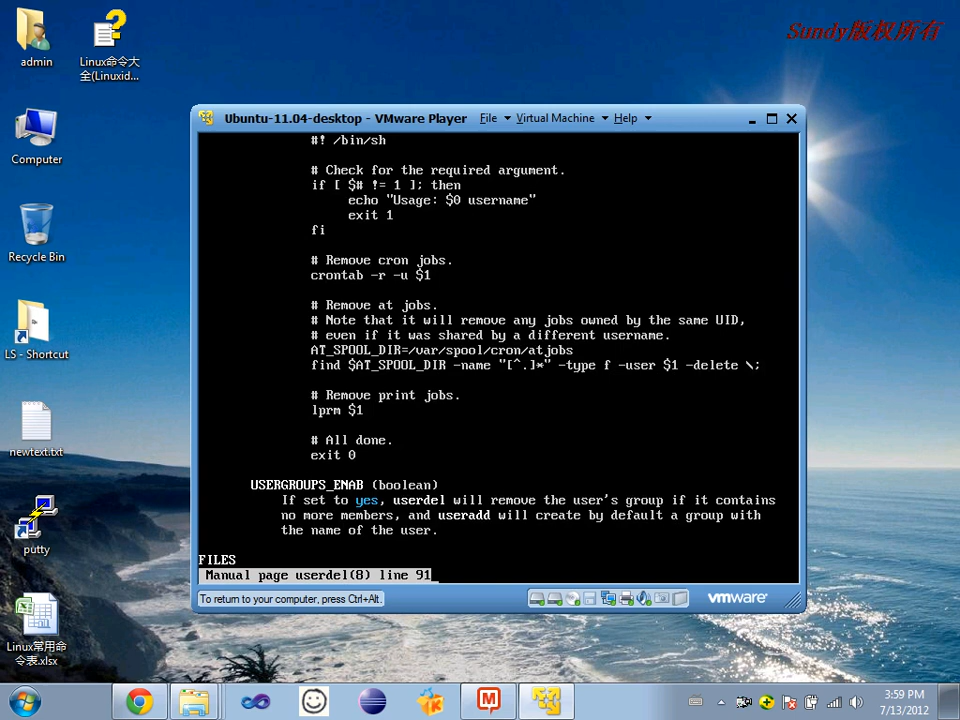 Sundy版权所有
admin
Linux命令大
全(Linuxid...
Computer
Recycle Bin
LS - Shortcut
newtext.txt
putty
Linux常用命
令表.xlsx
Ubuntu-11.04-desktop - VMware Player File Virtual Machine Help
#! /bin/sh
# Check for the required argument.
if [ $# != 1 ]; then
echo "Usage: $0 username"
exit 1
fi
# Remove cron jobs.
crontab -r -u $1
# Remove at jobs.
# Note that it will remove any jobs owned by the same UID,
# even if it was shared by a different username.
AT_SPOOL_DIR=/var/spool/cron/atjobs
find $AT_SPOOL_DIR -name "[^.]*" -type f -user $1 -delete \;
# Remove print jobs.
lprm $1
# All done.
exit 0
USERGROUPS_ENAB (boolean)
If set to yes, userdel will remove the user's group if it contains
no more members, and useradd will create by default a group with
the name of the user.
FILES
Manual page userdel(8) line 91
To return to your computer, press Ctrl+Alt.
vmware
3:59 PM
7/13/2012